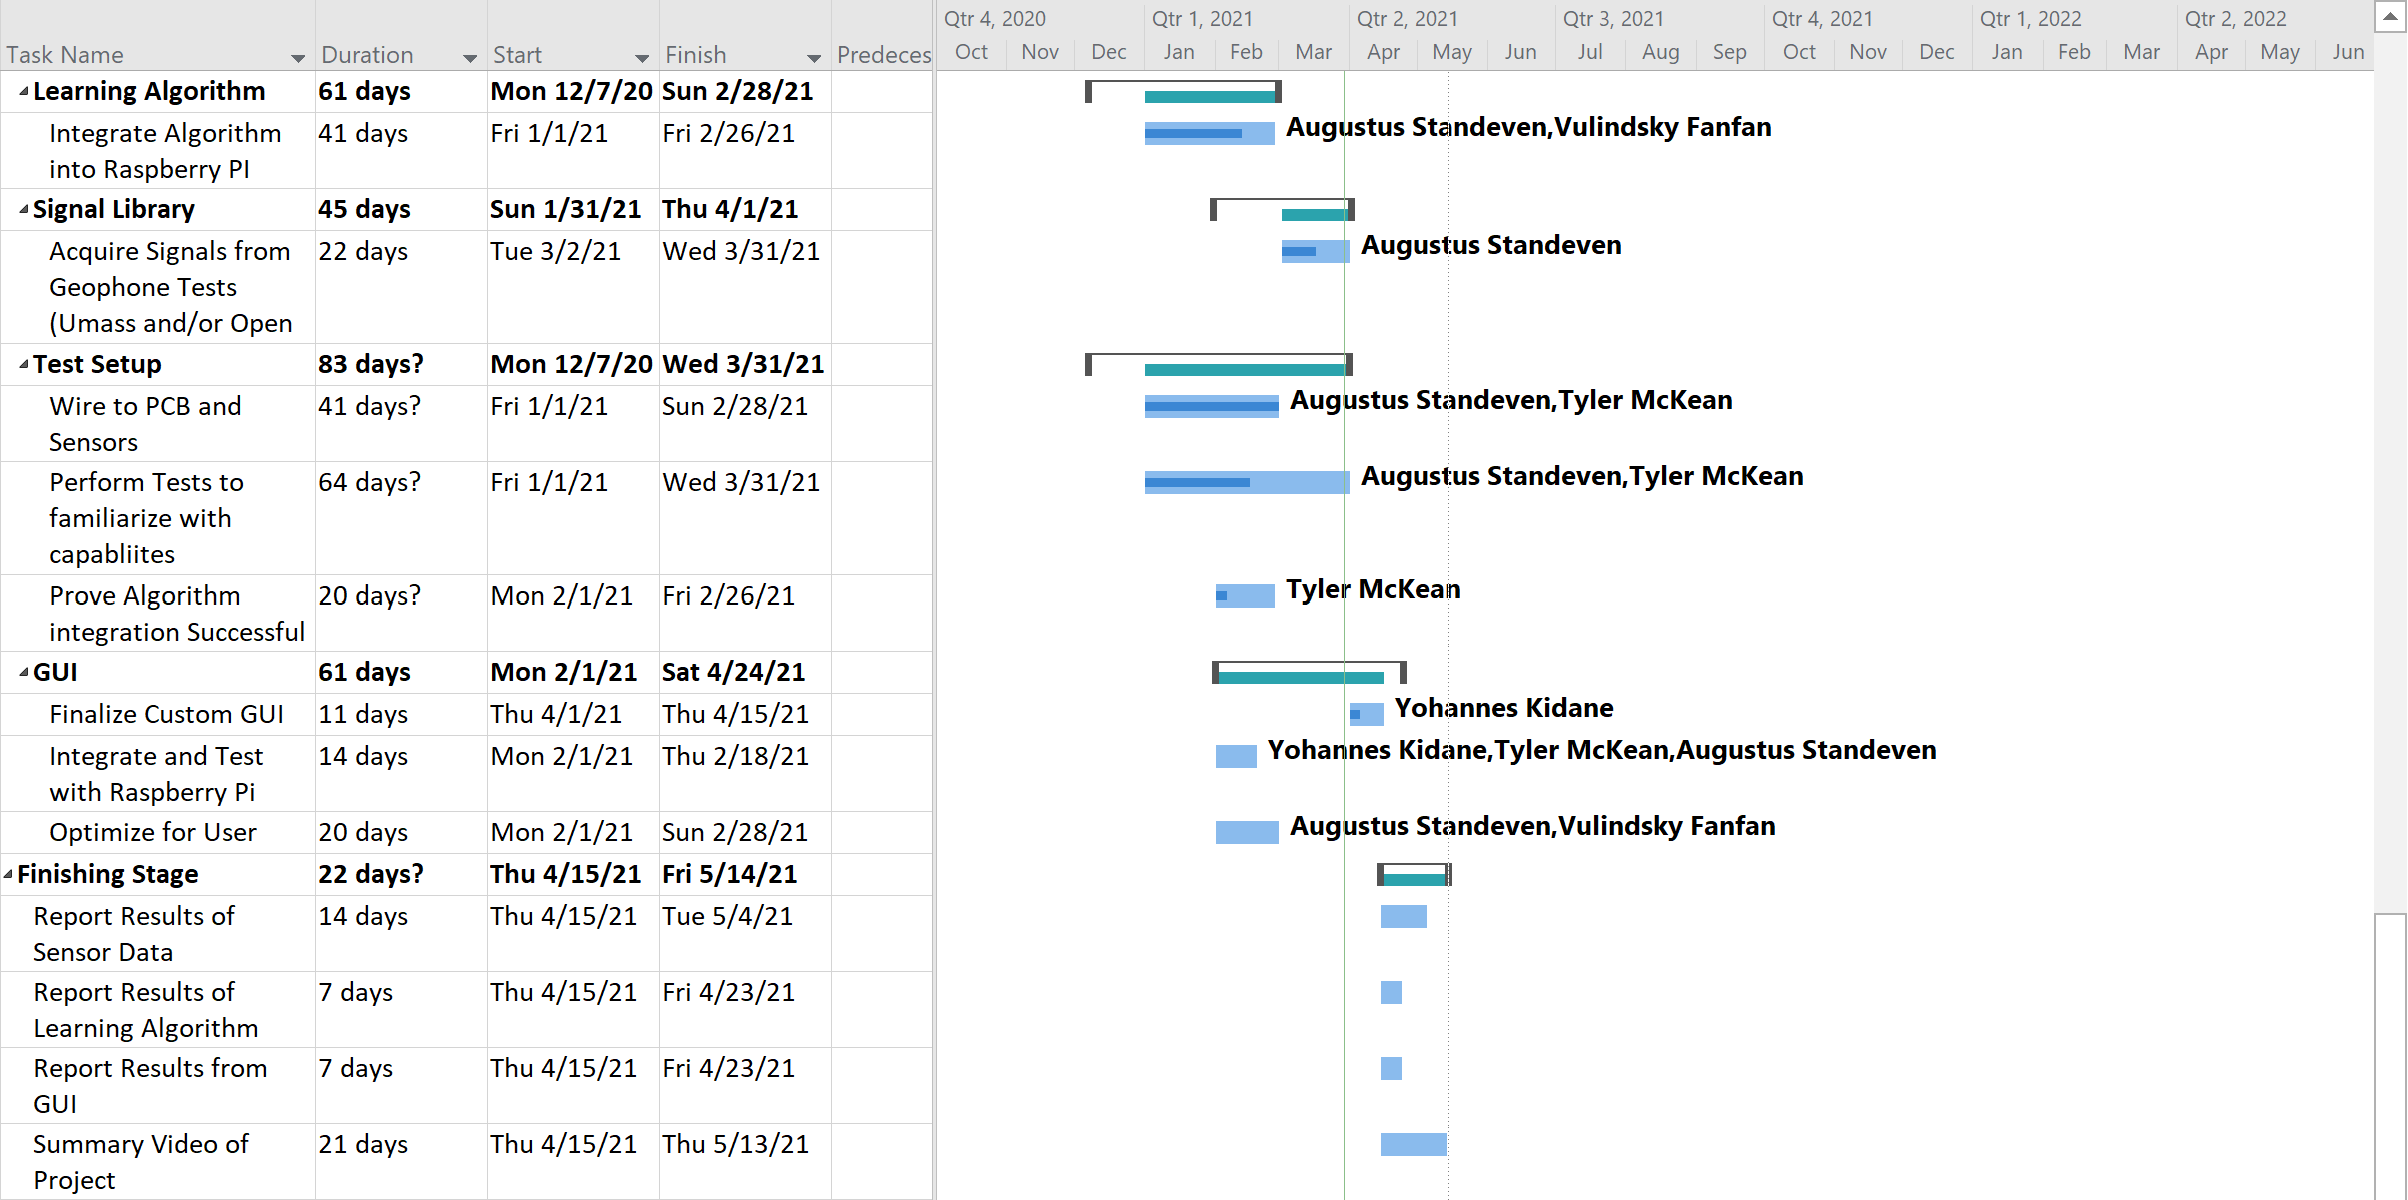 Qtr 4, 2020 Qtr 1, 2021 Qtr 2, 2021 Qtr 3, 2021 Qtr 4, 2021 Qtr 1, 2022 Qtr 2, 2022
Task Name Duration Start Finish Predeces Oct Nov Dec Jan Feb Mar Apr May Jun Jul Aug Sep Oct Nov Dec Jan Feb Mar Apr May Jun
Learning Algorithm 61 days Mon 12/7/20 Sun 2/28/21
Integrate Algorithm 41 days Fri 1/1/21 Fri 2/26/21 Augustus Standeven,Vulindsky Fanfan
into Raspberry PI
Signal Library 45 days Sun 1/31/21 Thu 4/1/21
Acquire Signals from 22 days Tue 3/2/21 Wed 3/31/21 Augustus Standeven
Geophone Tests
(Umass and/or Open
Test Setup 83 days? Mon 12/7/20 Wed 3/31/21
Wire to PCB and 41 days? Fri 1/1/21 Sun 2/28/21 Augustus Standeven,Tyler McKean
Sensors
Perform Tests to 64 days? Fri 1/1/21 Wed 3/31/21 Augustus Standeven,Tyler McKean
familiarize with
capabliites
Prove Algorithm 20 days? Mon 2/1/21 Fri 2/26/21 Tyler McKean
integration Successful
GUI 61 days Mon 2/1/21 Sat 4/24/21
Finalize Custom GUI 11 days Thu 4/1/21 Thu 4/15/21 Yohannes Kidane
Integrate and Test 14 days Mon 2/1/21 Thu 2/18/21 Yohannes Kidane,Tyler McKean,Augustus Standeven
with Raspberry Pi
Optimize for User 20 days Mon 2/1/21 Sun 2/28/21 Augustus Standeven,Vulindsky Fanfan
Finishing Stage 22 days? Thu 4/15/21 Fri 5/14/21
Report Results of 14 days Thu 4/15/21 Tue 5/4/21
Sensor Data
Report Results of 7 days Thu 4/15/21 Fri 4/23/21
Learning Algorithm
Report Results from 7 days Thu 4/15/21 Fri 4/23/21
GUI
Summary Video of 21 days Thu 4/15/21 Thu 5/13/21
Project